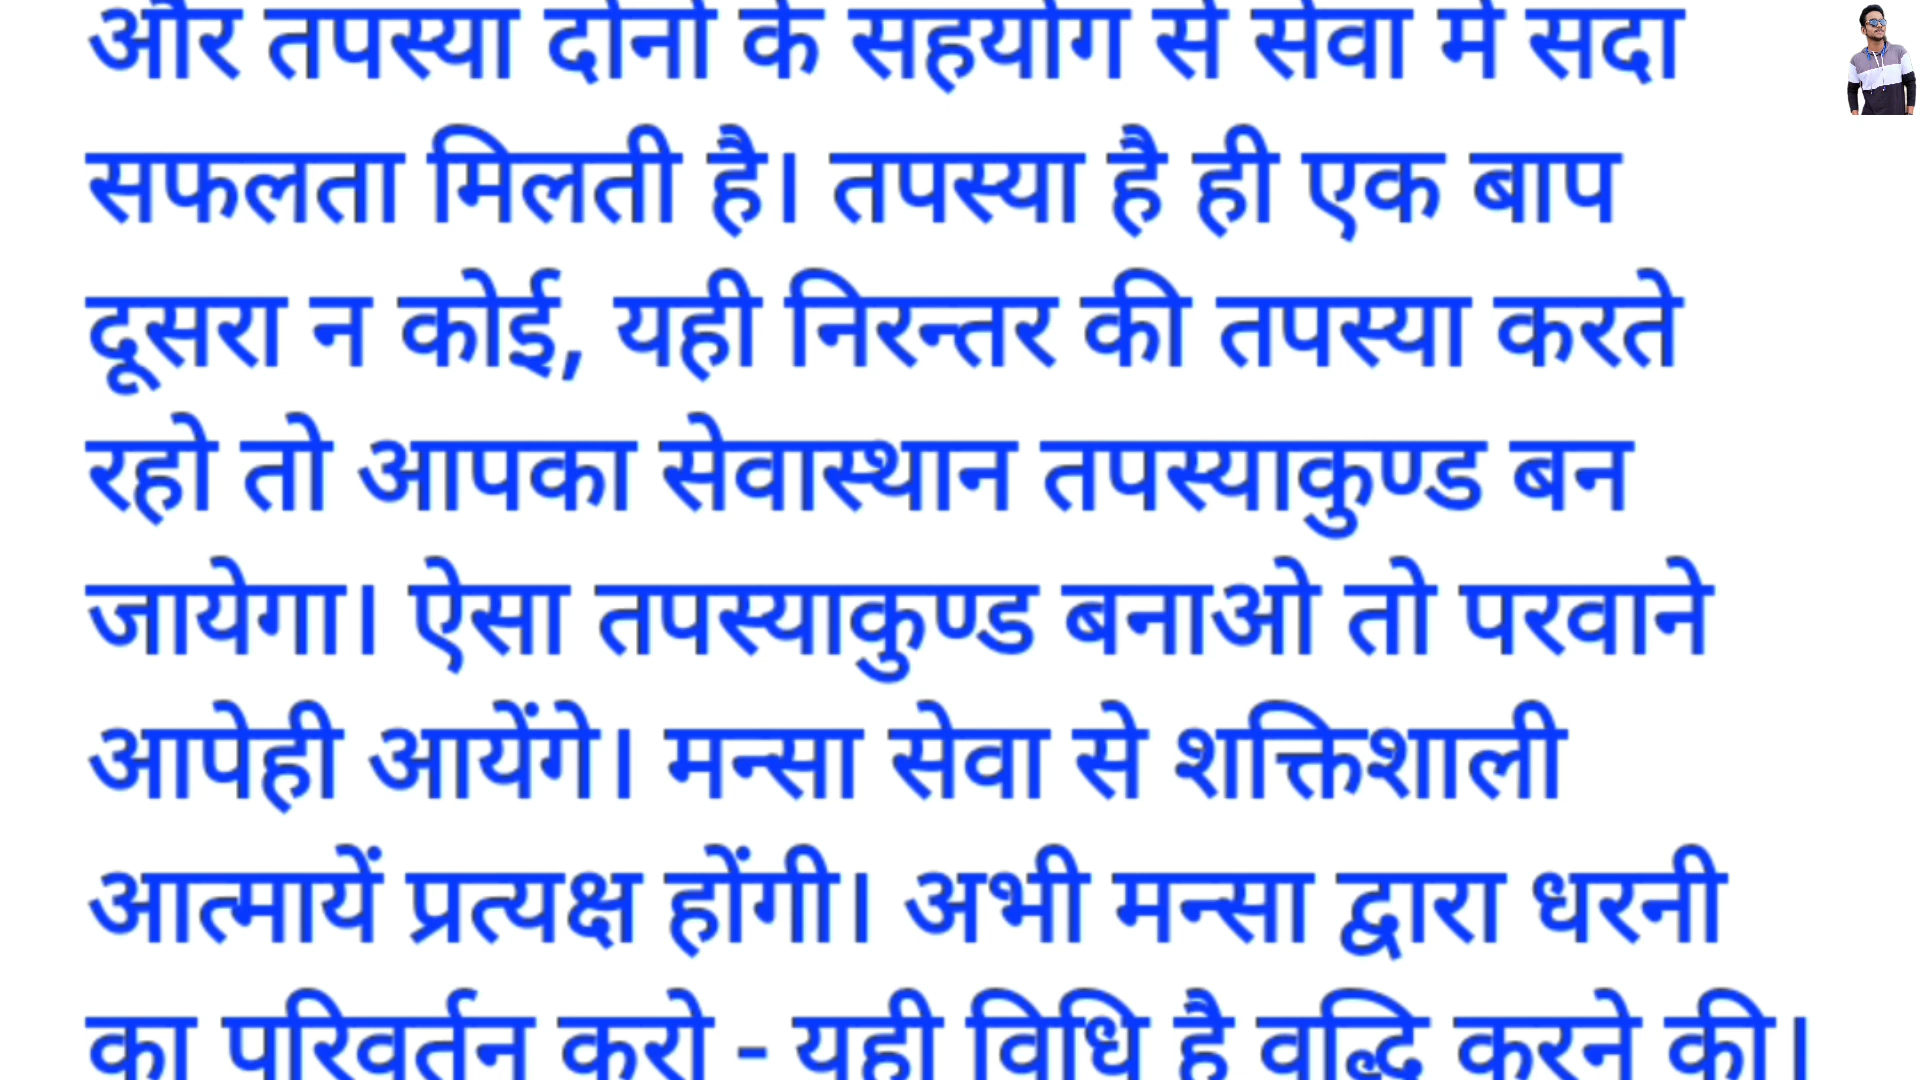 और तपस्या दोनों के सहयोग से सेवा में सदा
सफलता मिलती है। तपस्या है ही एक बाप
दूसरा न कोई, यही निरन्तर की तपस्या करते
रहो तो आपका सेवास्थान तपस्याकुण्ड बन
जायेगा। ऐसा तपस्याकुण्ड बनाओ तो परवाने
आपेही आयेंगे। मन्सा सेवा से शक्तिशाली
आत्मायें प्रत्यक्ष होंगी। अभी मन्सा द्वारा धरनी
का परिवर्तन करो - यही विधि है वृद्धि करने की।